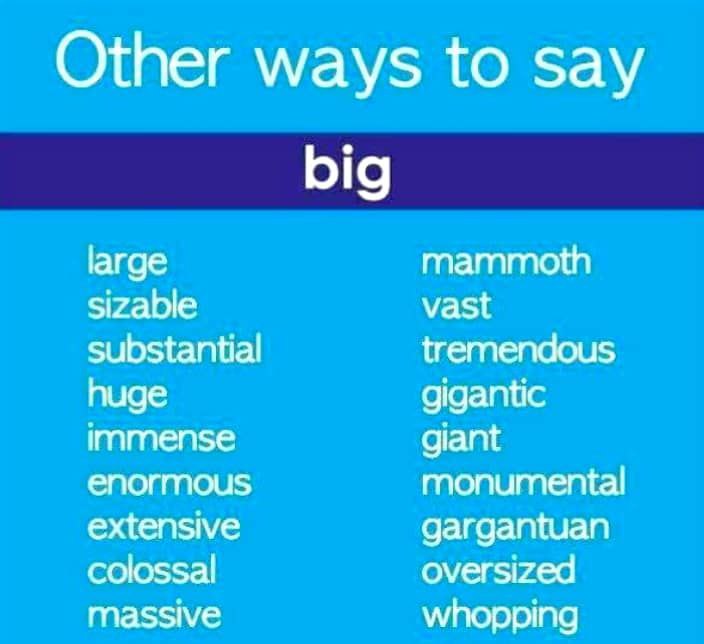 Other ways to say
big
large
sizable
substantial
huge
immense
enormous
extensive
colossal
massive
mammoth
vast
tremendous
gigantic
giant
monumental
gargantuan
oversized
whopping